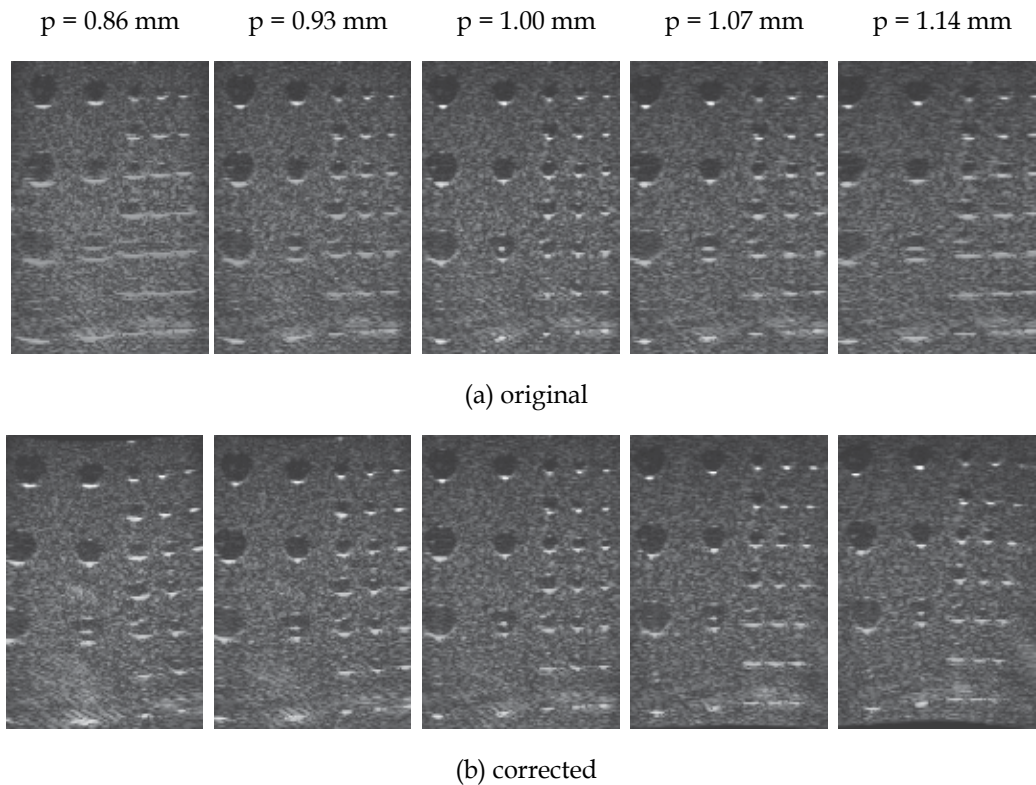 p = 0.86 mm p = 0.93 mm p = 1.00 mm p = 1.07 mm p = 1.14 mm
(a) original
(b) corrected